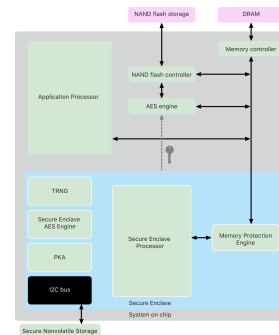 NAND flash storage
DRAM
Memory controller
NAND flash controller
Application Processor
AES engine
TRNG
Secure Enclave
AES Engine
Secure Enclave
Processor
Memory Protection
Engine
PKA
I2C bus
Secure Enclave
System on chip
Secure Nonvolatile Storage